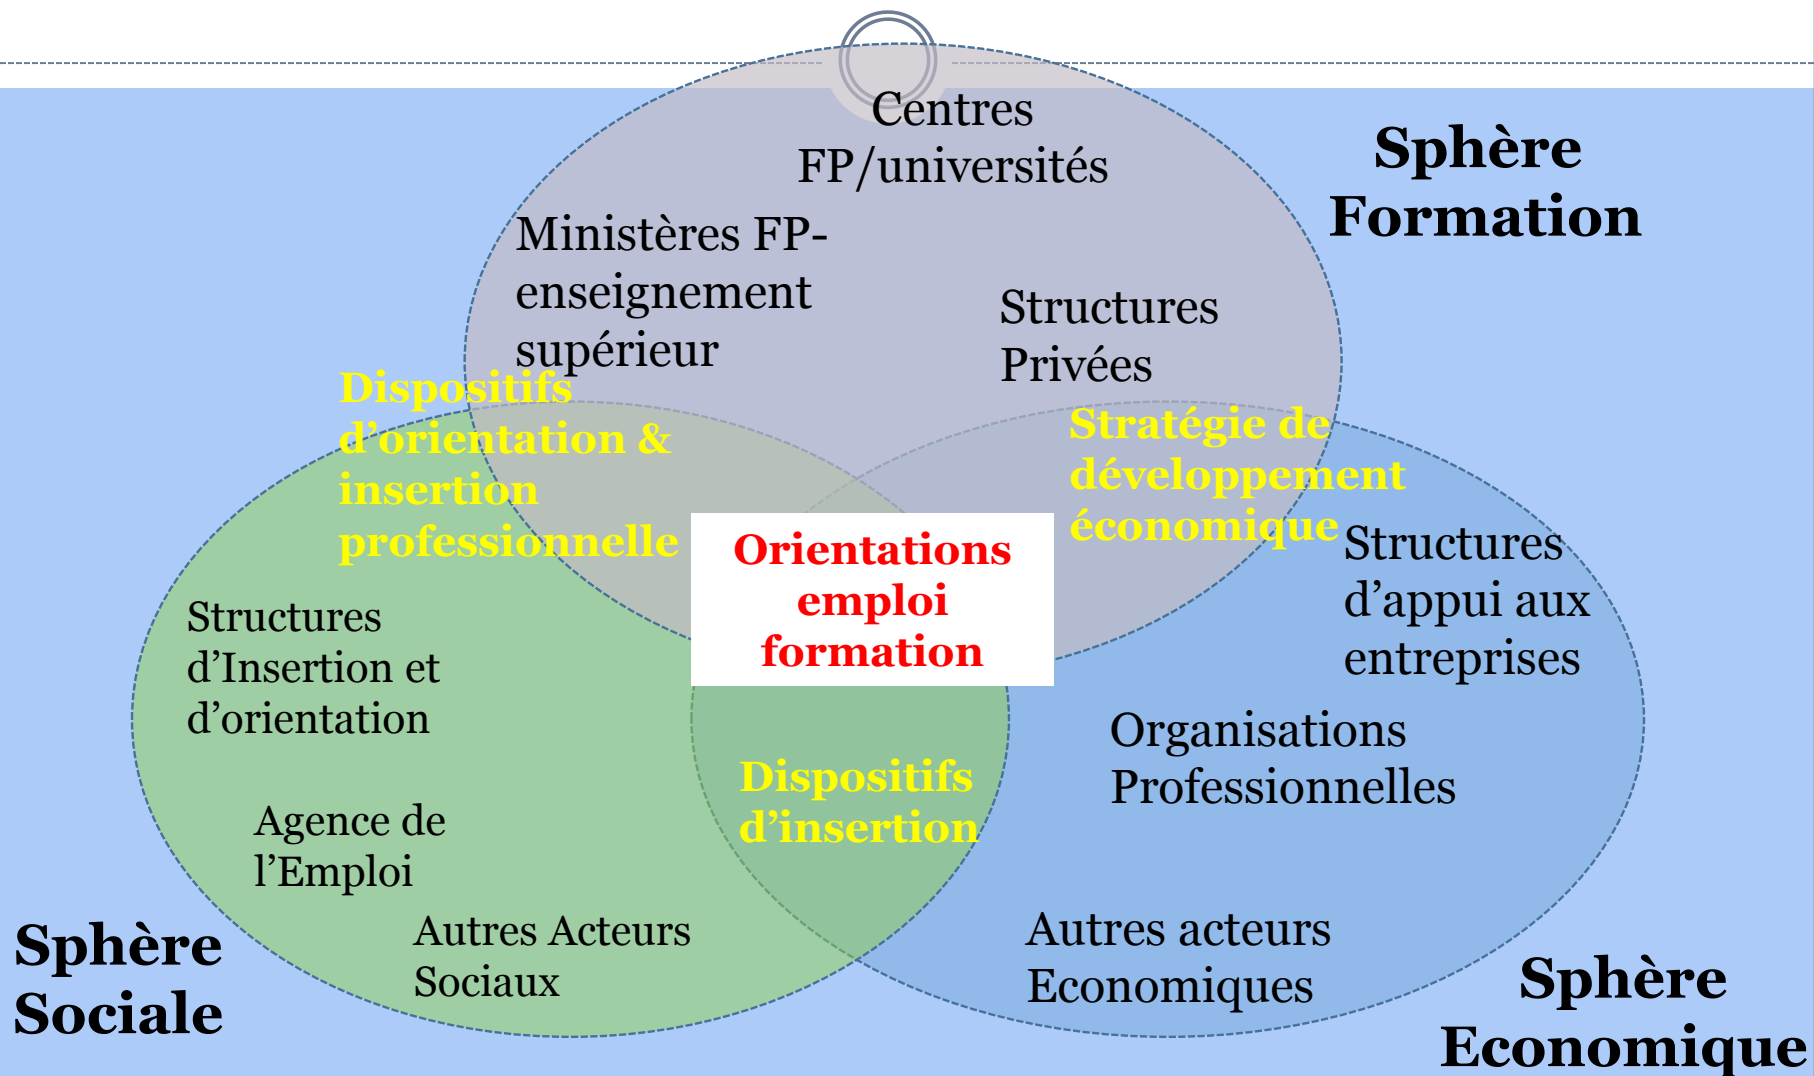 Centres
FP/universités
Sphère
Formation
Ministères FP-
enseignement
supérieur
Structures
Privées
Dispositifs
d’orientation &
insertion
professionnelle
Stratégie de
développement
économique
Orientations
emploi
formation
Structures
d’appui aux
entreprises
Structures
d’Insertion et
d’orientation
Organisations
Professionnelles
Dispositifs
d’insertion
Agence de
l’Emploi
Autres Acteurs
Sociaux
Autres acteurs
Economiques
Sphère
Sociale
Sphère
Economique